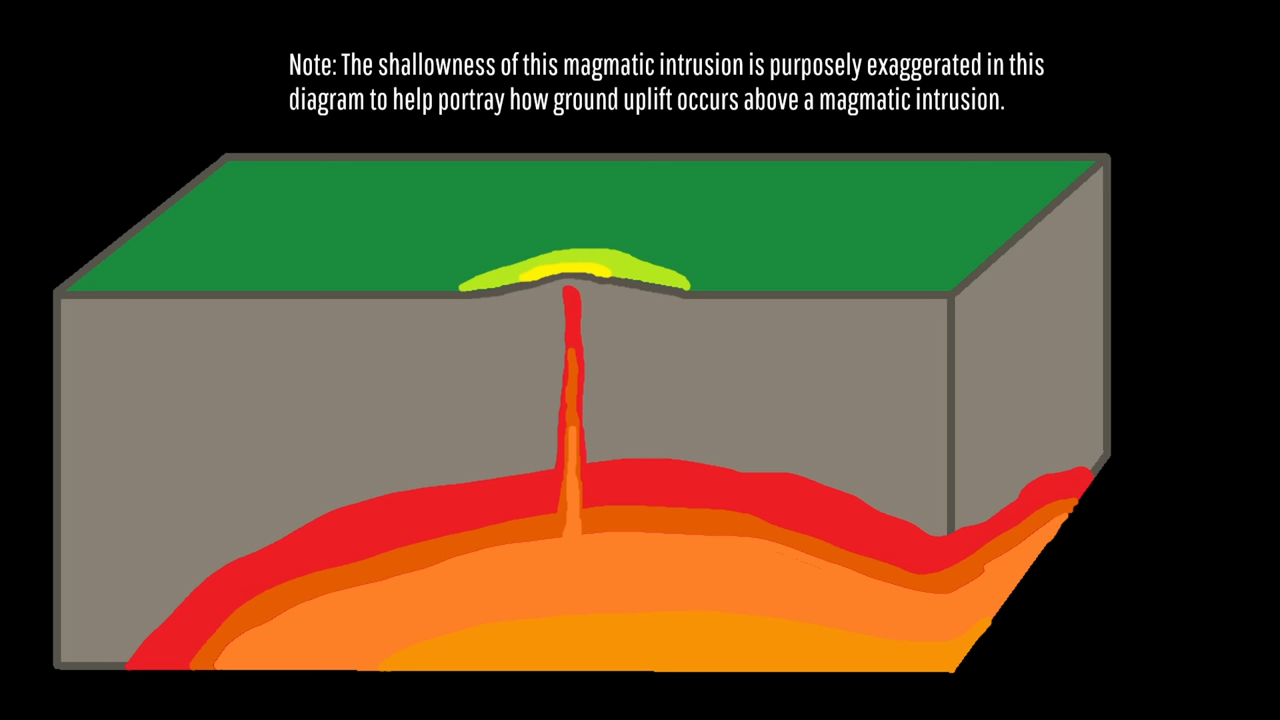 Note: The shallowness of this magmatic intrusion is purposely exaggerated in this
diagram to help portray how ground uplift occurs above a magmatic intrusion.